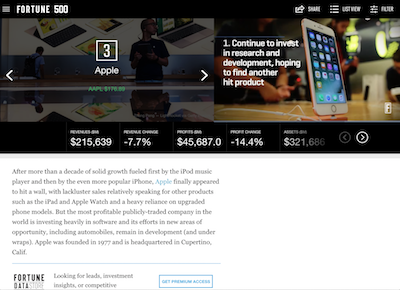 FORTUNE 500
SHARE
LIST VIEW
FILTER
3
Apple
AAPL $176.88
1. Continue to invest
in research and
development, hoping
to find another
hit product
REVENUES ($M)
$215,639
REVENUE CHANGE
-7.7%
PROFITS ($M)
$45,687.0
PROFIT CHANGE
-14.4%
ASSETS ($M)
$321,686
After more than a decade of solid growth fueled first by the iPod music
player and then by the even more popular iPhone, Apple finally appeared
to hit a wall, with lackluster sales relatively speaking for other products
such as the iPad and Apple Watch and a heavy reliance on upgraded
phone models. But the most profitable publicly-traded company in the
world is investing heavily in software and its efforts in new areas of
opportunity, including automobiles, remain in development (and under
wraps). Apple was founded in 1977 and is headquartered in Cupertino,
Calif.
FORTUNE
DATA STORE
Looking for leads, investment
insights, or competitive
GET PREMIUM ACCESS